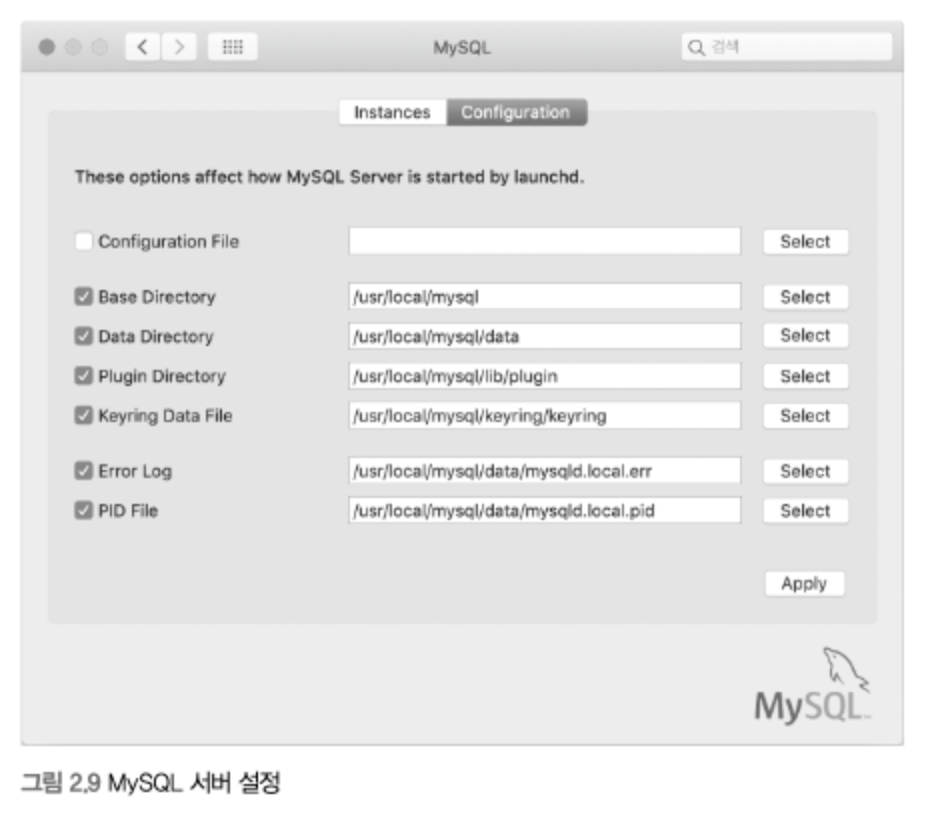 MySQL
검색
Instances Configuration
These options affect how MySQL Server is started by launchd.
Configuration File Select
Base Directory /usr/local/mysql Select
Data Directory /usr/local/mysql/data Select
Plugin Directory /usr/local/mysql/lib/plugin Select
Keyring Data File /usr/local/mysql/keyring/keyring Select
Error Log /usr/local/mysql/data/mysqld.local.err Select
PID File /usr/local/mysql/data/mysqld.local.pid Select
Apply
MySQL™
그림 2.9 MySQL 서버 설정